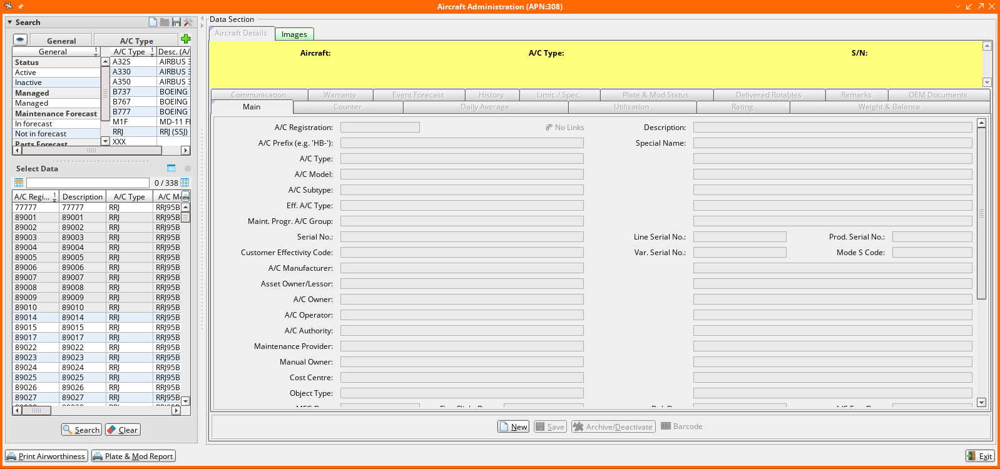 Aircraft Administration (APN:308)
Search
General A/C Type
General 1
A/C Type 1 Desc. (A/
Status
Active
Inactive
Managed
Managed
Maintenance Forecast
In forecast
Not in forecast
Parts Forecast
A32S AIRBUS 3
A330 AIRBUS 3
A350 AIRBUS 3
B737 BOEING
B767 BOEING
B777 BOEING
M1F MD-11 F
RRJ RRJ (SSJ)
XXX
Select Data
0 / 338
A/C Regi... 1 Description A/C Type A/C Mo
77777 77777 RRJ RRJ95B
89001 89001 RRJ RRJ95B
89002 89002 RRJ RRJ95B
89003 89003 RRJ RRJ95B
89004 89004 RRJ RRJ95B
89005 89005 RRJ RRJ95B
89006 89006 RRJ RRJ95B
89007 89007 RRJ RRJ95B
89008 89008 RRJ RRJ95B
89009 89009 RRJ RRJ95B
89010 89010 RRJ RRJ95B
89014 89014 RRJ RRJ95B
89015 89015 RRJ RRJ95B
89017 89017 RRJ RRJ95B
89022 89022 RRJ RRJ95B
89023 89023 RRJ RRJ95B
89024 89024 RRJ RRJ95B
89025 89025 RRJ RRJ95B
89026 89026 RRJ RRJ95B
89027 89027 RRJ RRJ95B
Search Clear
Data Section
Aircraft Details Images
Aircraft: A/C Type: S/N:
Communication Warranty Event Forecast History Limit. / Spec. Plate & Mod Status Delivered Rotables Remarks OEM Documents
Main Counter Daily Average Utilization Rating Weight & Balance
A/C Registration: No Links Description:
A/C Prefix (e.g. 'HB-'): Special Name:
A/C Type:
A/C Model:
A/C Subtype:
Eff. A/C Type:
Maint. Progr. A/C Group:
Serial No.: Line Serial No.: Prod. Serial No.:
Customer Effectivity Code: Var. Serial No.: Mode S Code:
A/C Manufacturer:
Asset Owner/Lessor:
A/C Owner:
A/C Operator:
A/C Authority:
Maintenance Provider:
Manual Owner:
Cost Centre:
Object Type:
New Save Archive/Deactivate Barcode
Print Airworthiness Plate & Mod Report Exit